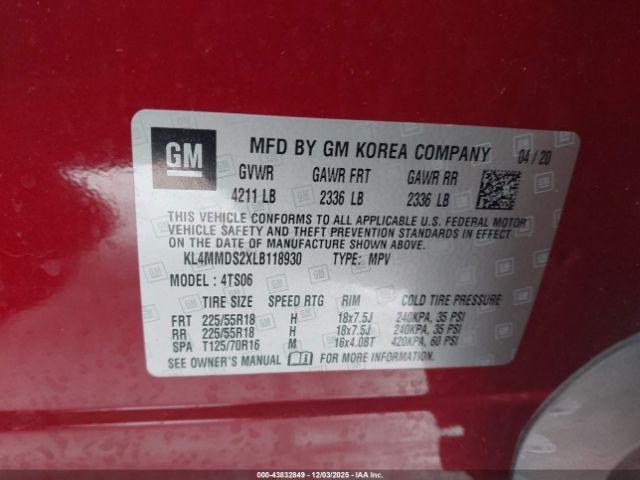 GM
MFD BY GM KOREA COMPANY 04 / 20
GVWR GAWR FRT GAWR RR
4211 LB 2336 LB 2336 LB
THIS VEHICLE CONFORMS TO ALL APPLICABLE U.S. FEDERAL MOTOR
VEHICLE SAFETY AND THEFT PREVENTION STANDARDS IN
EFFECT ON THE DATE OF MANUFACTURE SHOWN ABOVE.
KL4MMDS2XLB118930 TYPE: MPV
MODEL : 4TS06
TIRE SIZE SPEED RTG RIM COLD TIRE PRESSURE
FRT 225/55R18 H 18x7.5J 240KPA, 35 PSI
RR 225/55R18 H 18x7.5J 240KPA, 35 PSI
SPA T125/70R16 M 16x4.0BT 420KPA, 60 PSI
SEE OWNER'S MANUAL FOR MORE INFORMATION
000-43832849 - 12/03/2025 - IAAI.COM